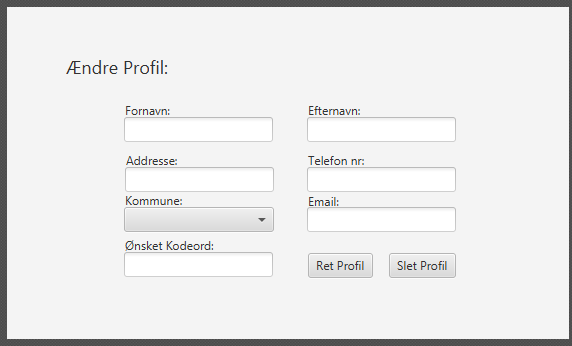 Ændre Profil:
Fornavn: Efternavn:
Addresse: Telefon nr:
Kommune: Email:
Ønsket Kodeord:
Ret Profil Slet Profil